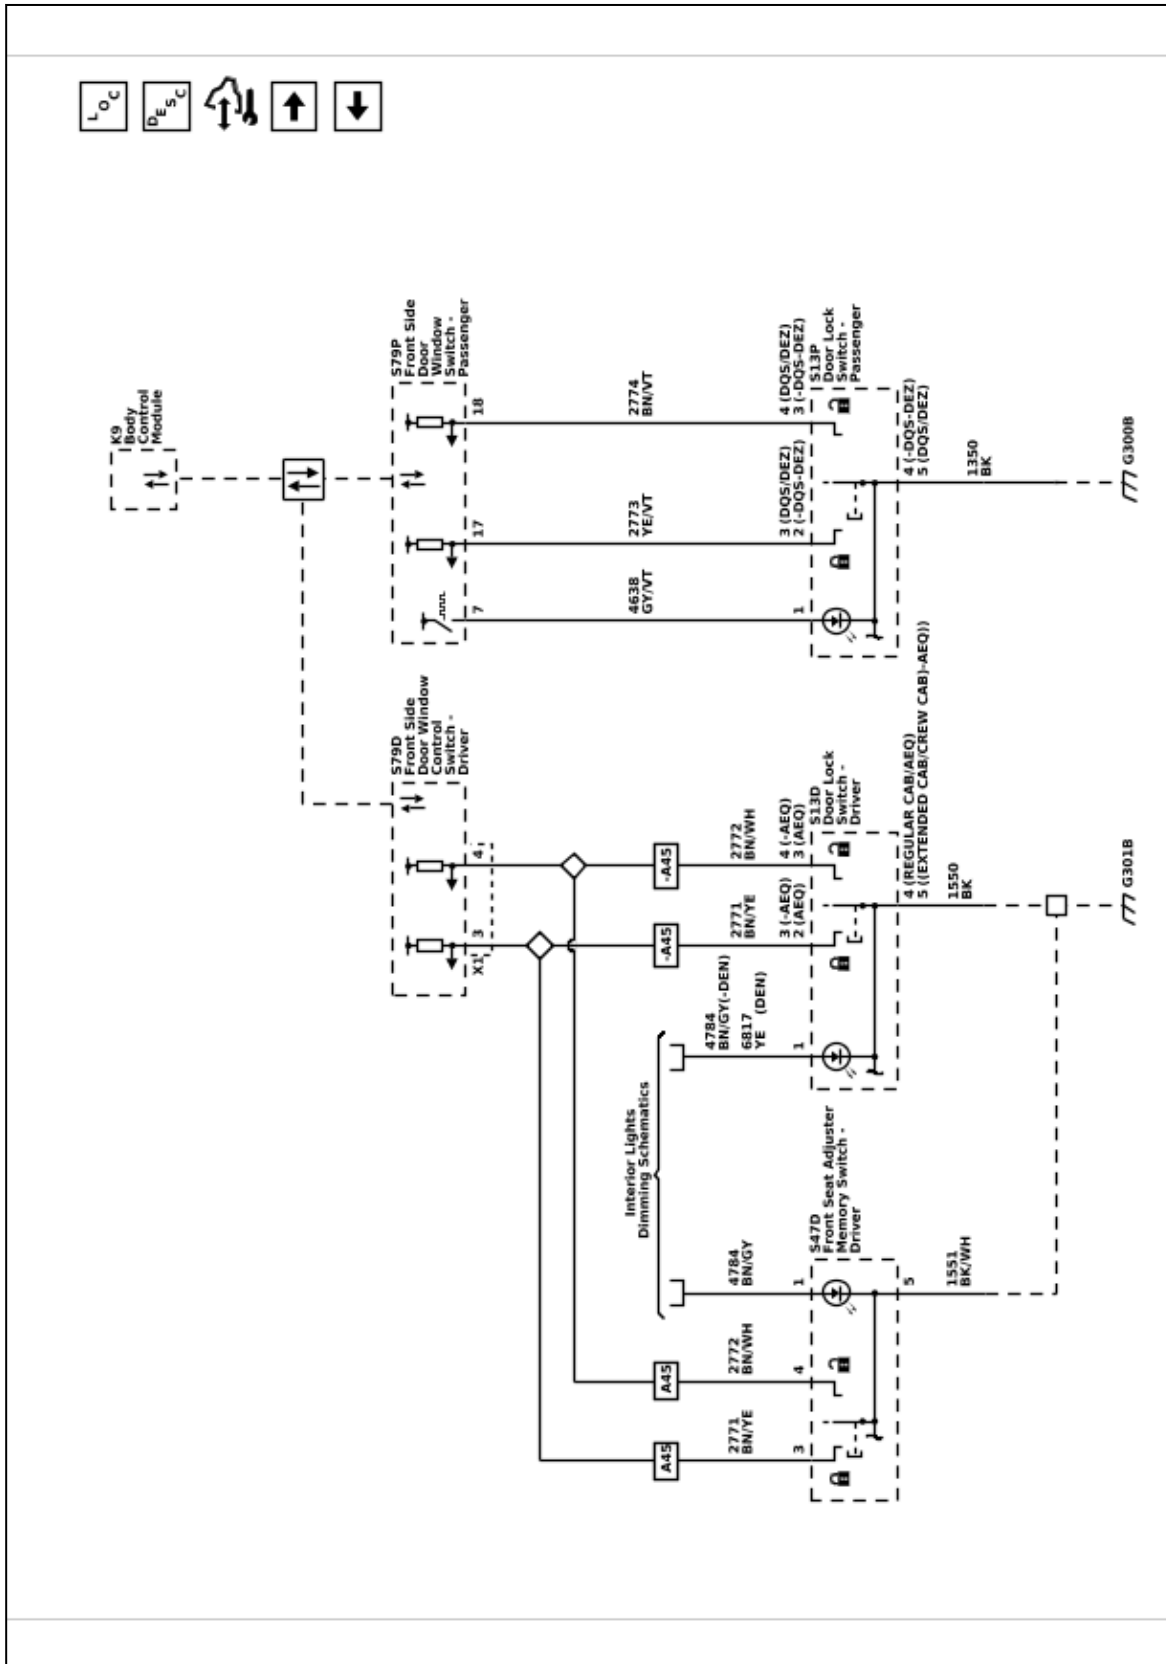 LOC
DESC
K9
Body
Control
Module
S79D
Front Side
Door Window
Control
Switch -
Driver
S79P
Front Side
Door
Window
Switch -
Passenger
X1
3
4
7
17
18
A45
A45
-A45
-A45
Interior Lights
Dimming Schematics
2771
BN/YE
2772
BN/WH
4784
BN/GY
4784
BN/GY(-DEN)
6817
YE (DEN)
2771
BN/YE
2772
BN/WH
4638
GY/VT
2773
YE/VT
2774
BN/VT
3
4
1
1
3 (-AEQ)
2 (AEQ)
4 (-AEQ)
3 (AEQ)
1
3 (DQS/DEZ)
2 (-DQS-DEZ)
4 (DQS/DEZ)
3 (-DQS-DEZ)
S47D
Front Seat Adjuster
Memory Switch -
Driver
S13D
Door Lock
Switch -
Driver
S13P
Door Lock
Switch -
Passenger
5
4 (REGULAR CAB/AEQ)
5 ((EXTENDED CAB/CREW CAB)-AEQ))
4 (-DQS-DEZ)
5 (DQS/DEZ)
1551
BK/WH
1550
BK
1350
BK
G301B
G300B